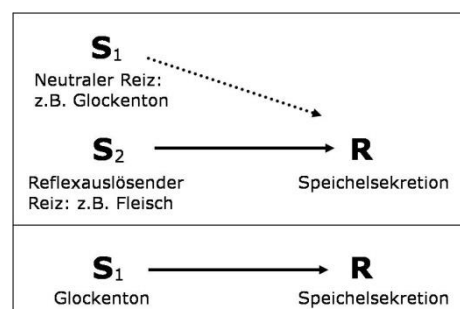 S₁
Neutraler Reiz:
z.B. Glockenton
S₂ R
Reflexauslösender Speichelsekretion
Reiz: z.B. Fleisch
S₁ R
Glockenton Speichelsekretion